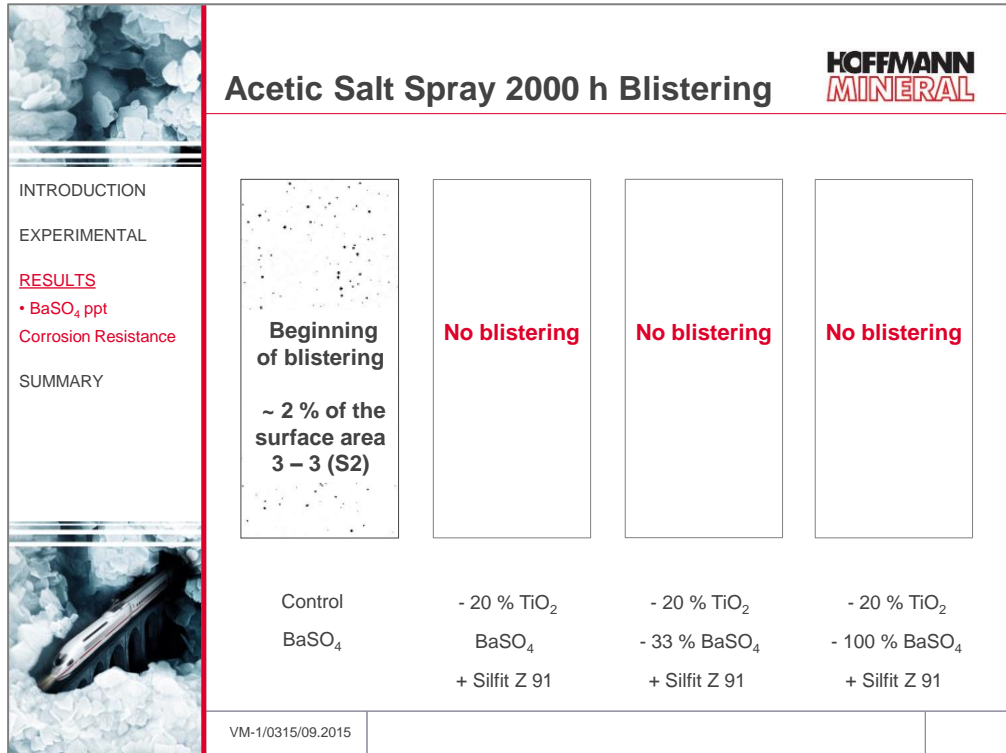 Acetic Salt Spray 2000 h Blistering
HOFFMANN
MINERAL
INTRODUCTION
EXPERIMENTAL
RESULTS
• BaSO₄ ppt
Corrosion Resistance
SUMMARY
Beginning
of blistering
~ 2 % of the
surface area
3 – 3 (S2)
No blistering
No blistering
No blistering
Control
BaSO₄
- 20 % TiO₂
BaSO₄
+ Silfit Z 91
- 20 % TiO₂
- 33 % BaSO₄
+ Silfit Z 91
- 20 % TiO₂
- 100 % BaSO₄
+ Silfit Z 91
VM-1/0315/09.2015